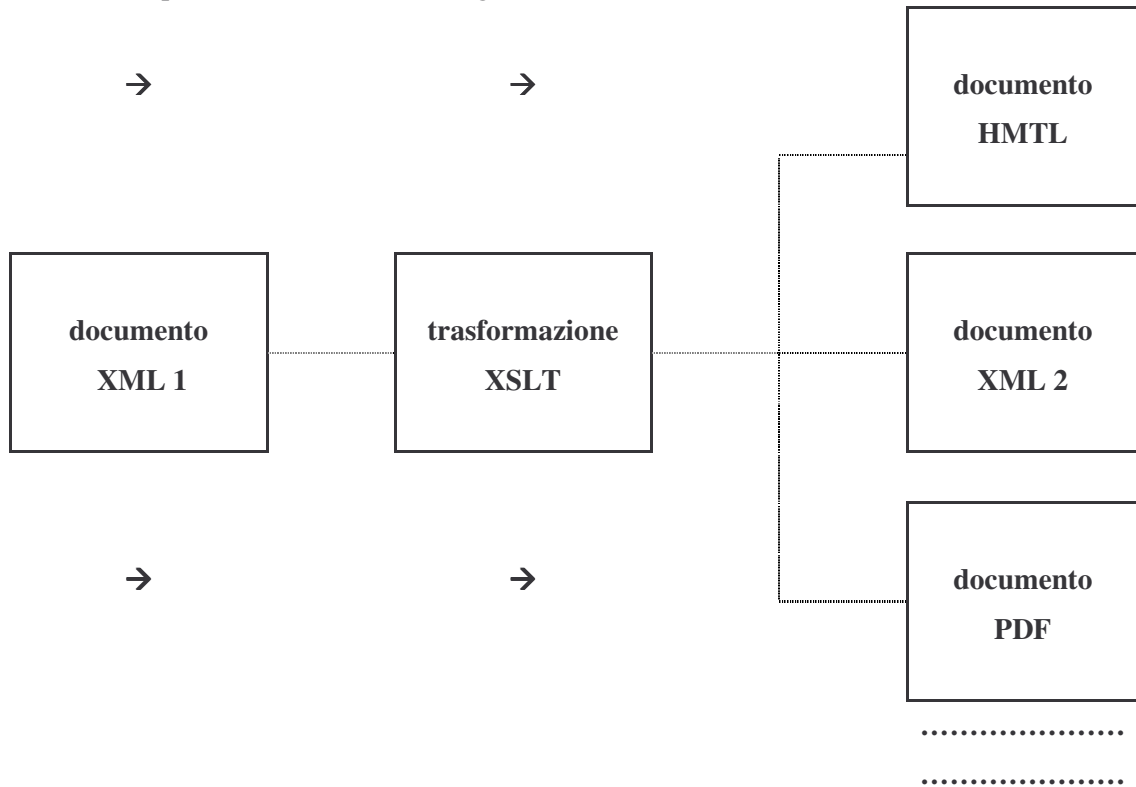 → →
documento
HMTL
documento
XML 1
trasformazione
XSLT
documento
XML 2
→ →
documento
PDF
.....................
.....................